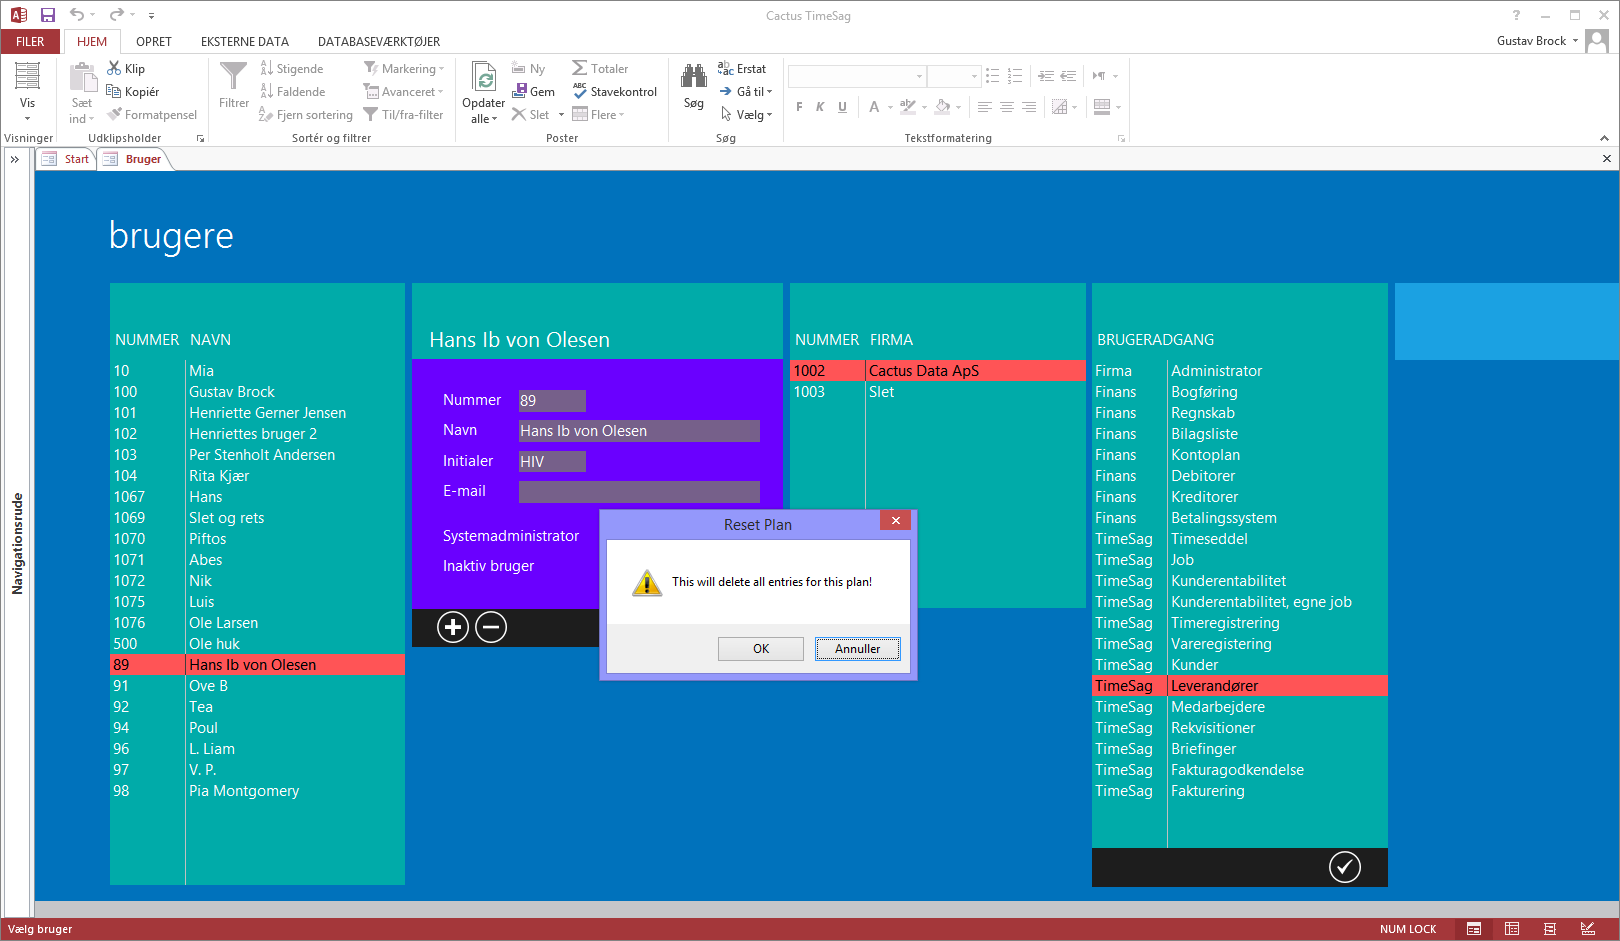 Cactus TimeSag
FILER HJEM OPRET EKSTERNE DATA DATABASEVÆRKTØJER
Gustav Brock
Vis
Visninger
Sæt ind
Klip
Kopiér
Formatpensel
Udklipsholder
Filtrer
Stigende
Faldende
Fjern sortering
Markering
Avanceret
Til/fra-filter
Sortér og filtrer
Opdater alle
Ny
Gem
Slet
Totaler
Stavekontrol
Flere
Poster
Søg
Erstat
Gå til
Vælg
Søg
F K U A
Tekstformatering
Start Bruger
Navigationsrude
brugere
NUMMER NAVN
10 Mia
100 Gustav Brock
101 Henriette Gerner Jensen
102 Henriettes bruger 2
103 Per Stenholt Andersen
104 Rita Kjær
1067 Hans
1069 Slet og rets
1070 Piftos
1071 Abes
1072 Nik
1075 Luis
1076 Ole Larsen
500 Ole huk
89 Hans Ib von Olesen
91 Ove B
92 Tea
94 Poul
96 L. Liam
97 V. P.
98 Pia Montgomery
Hans Ib von Olesen
Nummer 89
Navn Hans Ib von Olesen
Initialer HIV
E-mail
Systemadministrator
Inaktiv bruger
NUMMER FIRMA
1002 Cactus Data ApS
1003 Slet
Reset Plan
This will delete all entries for this plan!
OK Annuller
BRUGERADGANG
Firma Administrator
Finans Bogføring
Finans Regnskab
Finans Bilagsliste
Finans Kontoplan
Finans Debitorer
Finans Kreditorer
Finans Betalingssystem
TimeSag Timeseddel
TimeSag Job
TimeSag Kunderentabilitet
TimeSag Kunderentabilitet, egne job
TimeSag Timeregistrering
TimeSag Vareregistering
TimeSag Kunder
TimeSag Leverandører
TimeSag Medarbejdere
TimeSag Rekvisitioner
TimeSag Briefinger
TimeSag Fakturagodkendelse
TimeSag Fakturering
Vælg bruger
NUM LOCK